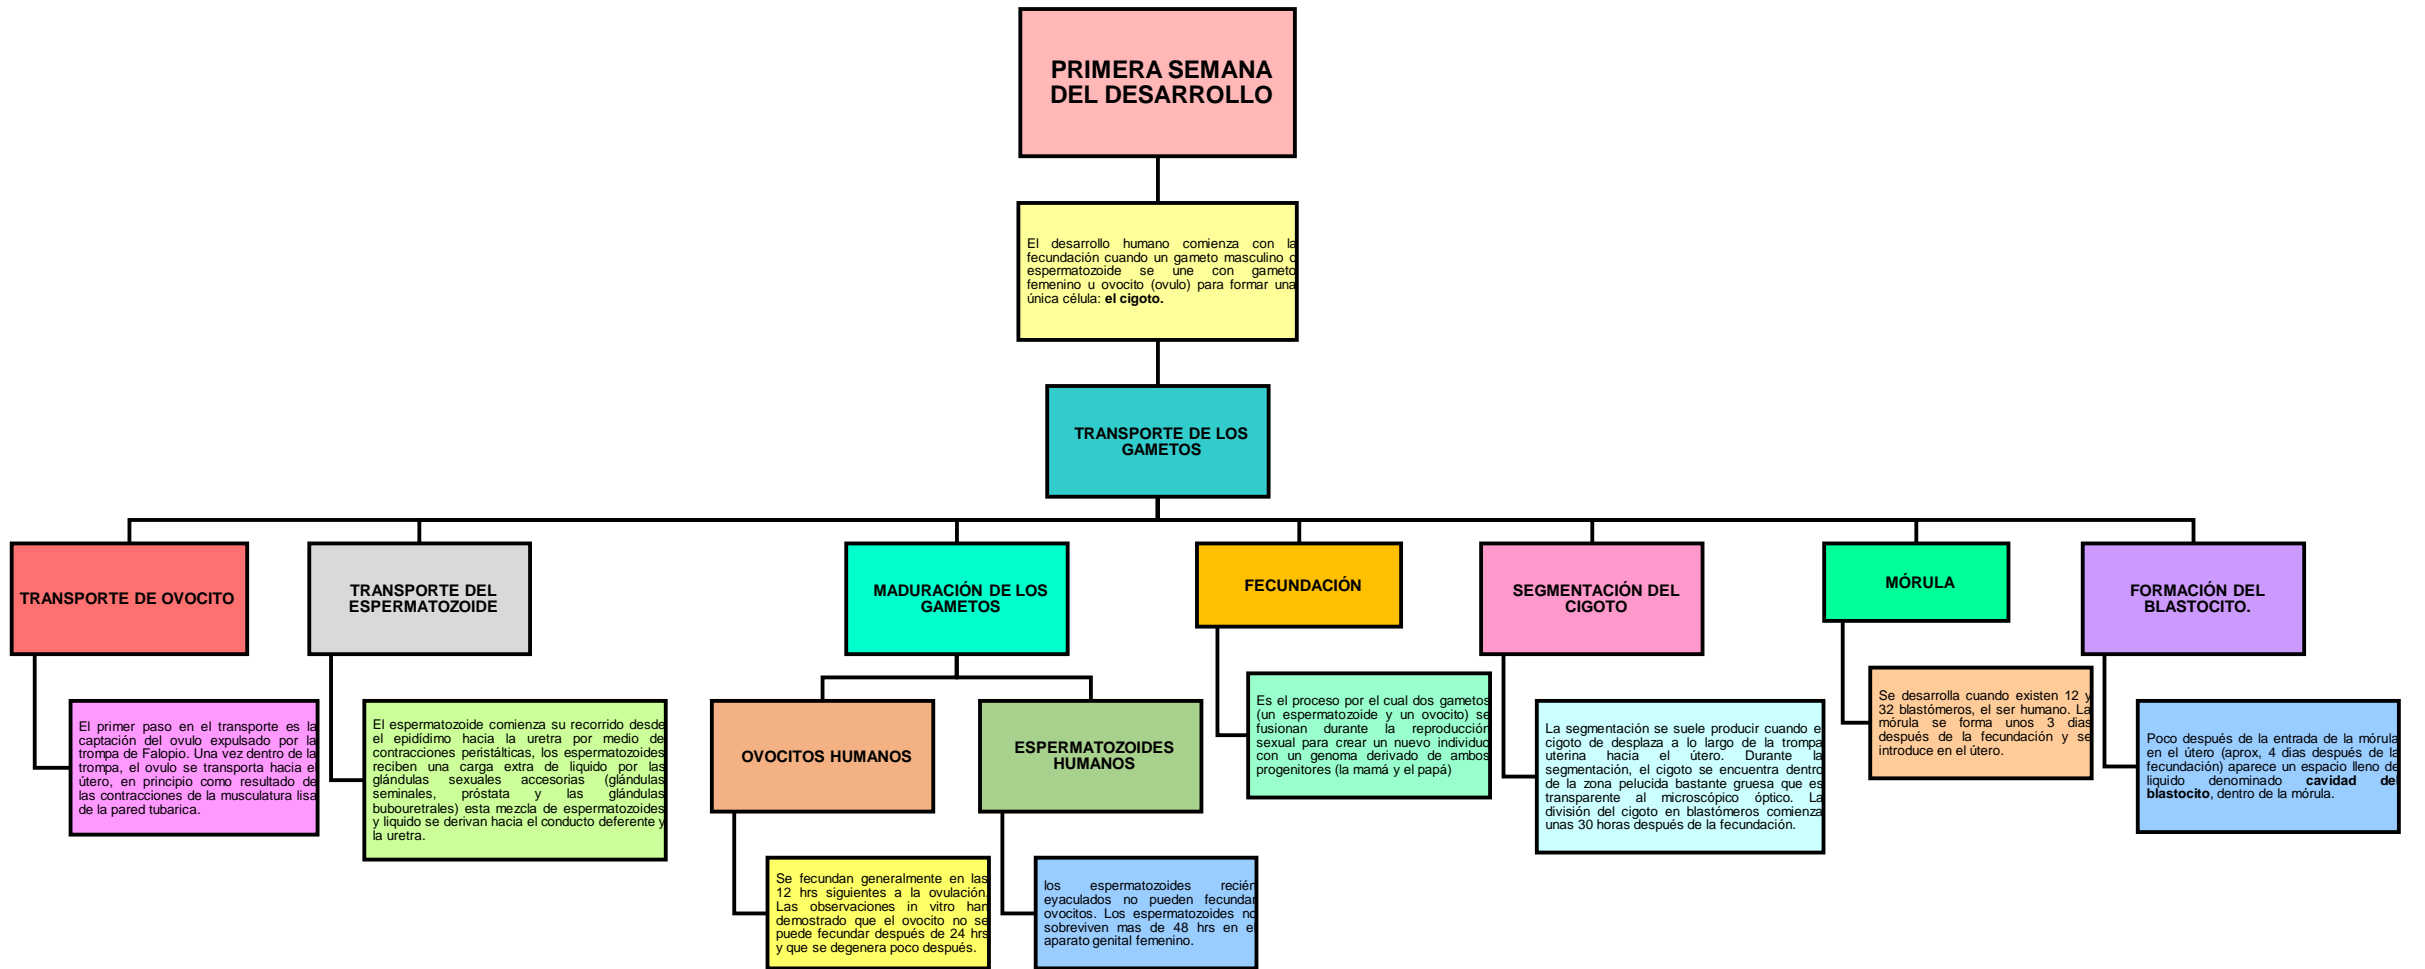 PRIMERA SEMANA
DEL DESARROLLO
El desarrollo humano comienza con la
fecundación cuando un gameto masculino o
espermatozoide se une con gameto
femenino u ovocito (ovulo) para formar una
única célula: el cigoto.
TRANSPORTE DE LOS
GAMETOS
TRANSPORTE DE OVOCITO
El primer paso en el transporte es la
captación del ovulo expulsado por la
trompa de Falopio. Una vez dentro de la
trompa, el ovulo se transporta hacia el
útero, en principio como resultado de
las contracciones de la musculatura lisa
de la pared tubarica.
TRANSPORTE DEL
ESPERMATOZOIDE
El espermatozoide comienza su recorrido desde
el epidídimo hacia la uretra por medio de
contracciones peristálticas, los espermatozoides
reciben una carga extra de liquido por las
glándulas sexuales accesorias (glándulas
seminales, próstata y las glándulas
bubouretrales) esta mezcla de espermatozoides
y liquido se derivan hacia el conducto deferente y
la uretra.
MADURACIÓN DE LOS
GAMETOS
OVOCITOS HUMANOS
Se fecundan generalmente en las
12 hrs siguientes a la ovulación.
Las observaciones in vitro han
demostrado que el ovocito no se
puede fecundar después de 24 hrs
y que se degenera poco después.
ESPERMATOZOIDES
HUMANOS
los espermatozoides recién
eyaculados no pueden fecundar
ovocitos. Los espermatozoides no
sobreviven mas de 48 hrs en el
aparato genital femenino.
FECUNDACIÓN
Es el proceso por el cual dos gametos
(un espermatozoide y un ovocito) se
fusionan durante la reproducción
sexual para crear un nuevo individuo
con un genoma derivado de ambos
progenitores (la mamá y el papá)
SEGMENTACIÓN DEL
CIGOTO
La segmentación se suele producir cuando el
cigoto de desplaza a lo largo de la trompa
uterina hacia el útero. Durante la
segmentación, el cigoto se encuentra dentro
de la zona pelucida bastante gruesa que es
transparente al microscópico óptico. La
división del cigoto en blastómeros comienza
unas 30 horas después de la fecundación.
MÓRULA
Se desarrolla cuando existen 12 y
32 blastómeros, el ser humano. La
mórula se forma unos 3 dias
después de la fecundación y se
introduce en el útero.
FORMACIÓN DEL
BLASTOCITO.
Poco después de la entrada de la mórula
en el útero (aprox, 4 dias después de la
fecundación) aparece un espacio lleno de
liquido denominado cavidad del
blastocito, dentro de la mórula.